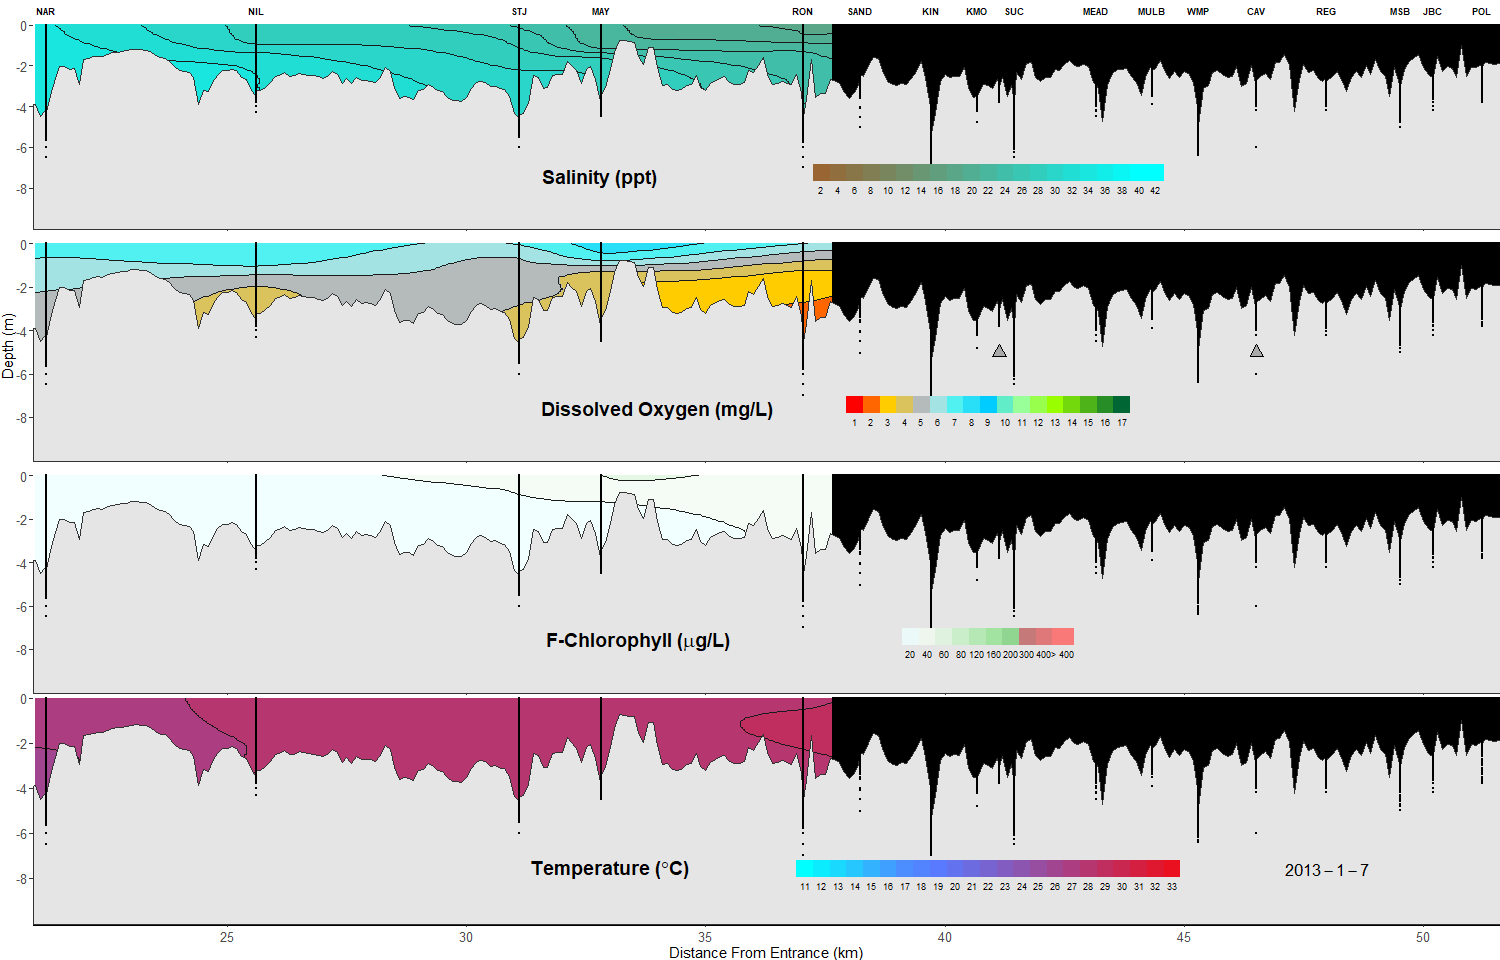 NAR NIL STJ MAY RON SAND KIN KMO SUC MEAD MULB WMP CAV REG MSB JBC POL
0
-2
-4
-6
-8
Salinity (ppt)
2 4 6 8 10 12 14 16 18 20 22 24 26 28 30 32 34 36 38 40 42
0
-2
-4
-6
-8
Depth (m)
Dissolved Oxygen (mg/L)
1 2 3 4 5 6 7 8 9 10 11 12 13 14 15 16 17
0
-2
-4
-6
-8
F-Chlorophyll (μg/L)
20 40 60 80 120 160 200 300 400> 400
0
-2
-4
-6
-8
Temperature (°C)
11 12 13 14 15 16 17 18 19 20 21 22 23 24 25 26 27 28 29 30 31 32 33
2013 – 1 – 7
25 30 35 40 45 50
Distance From Entrance (km)